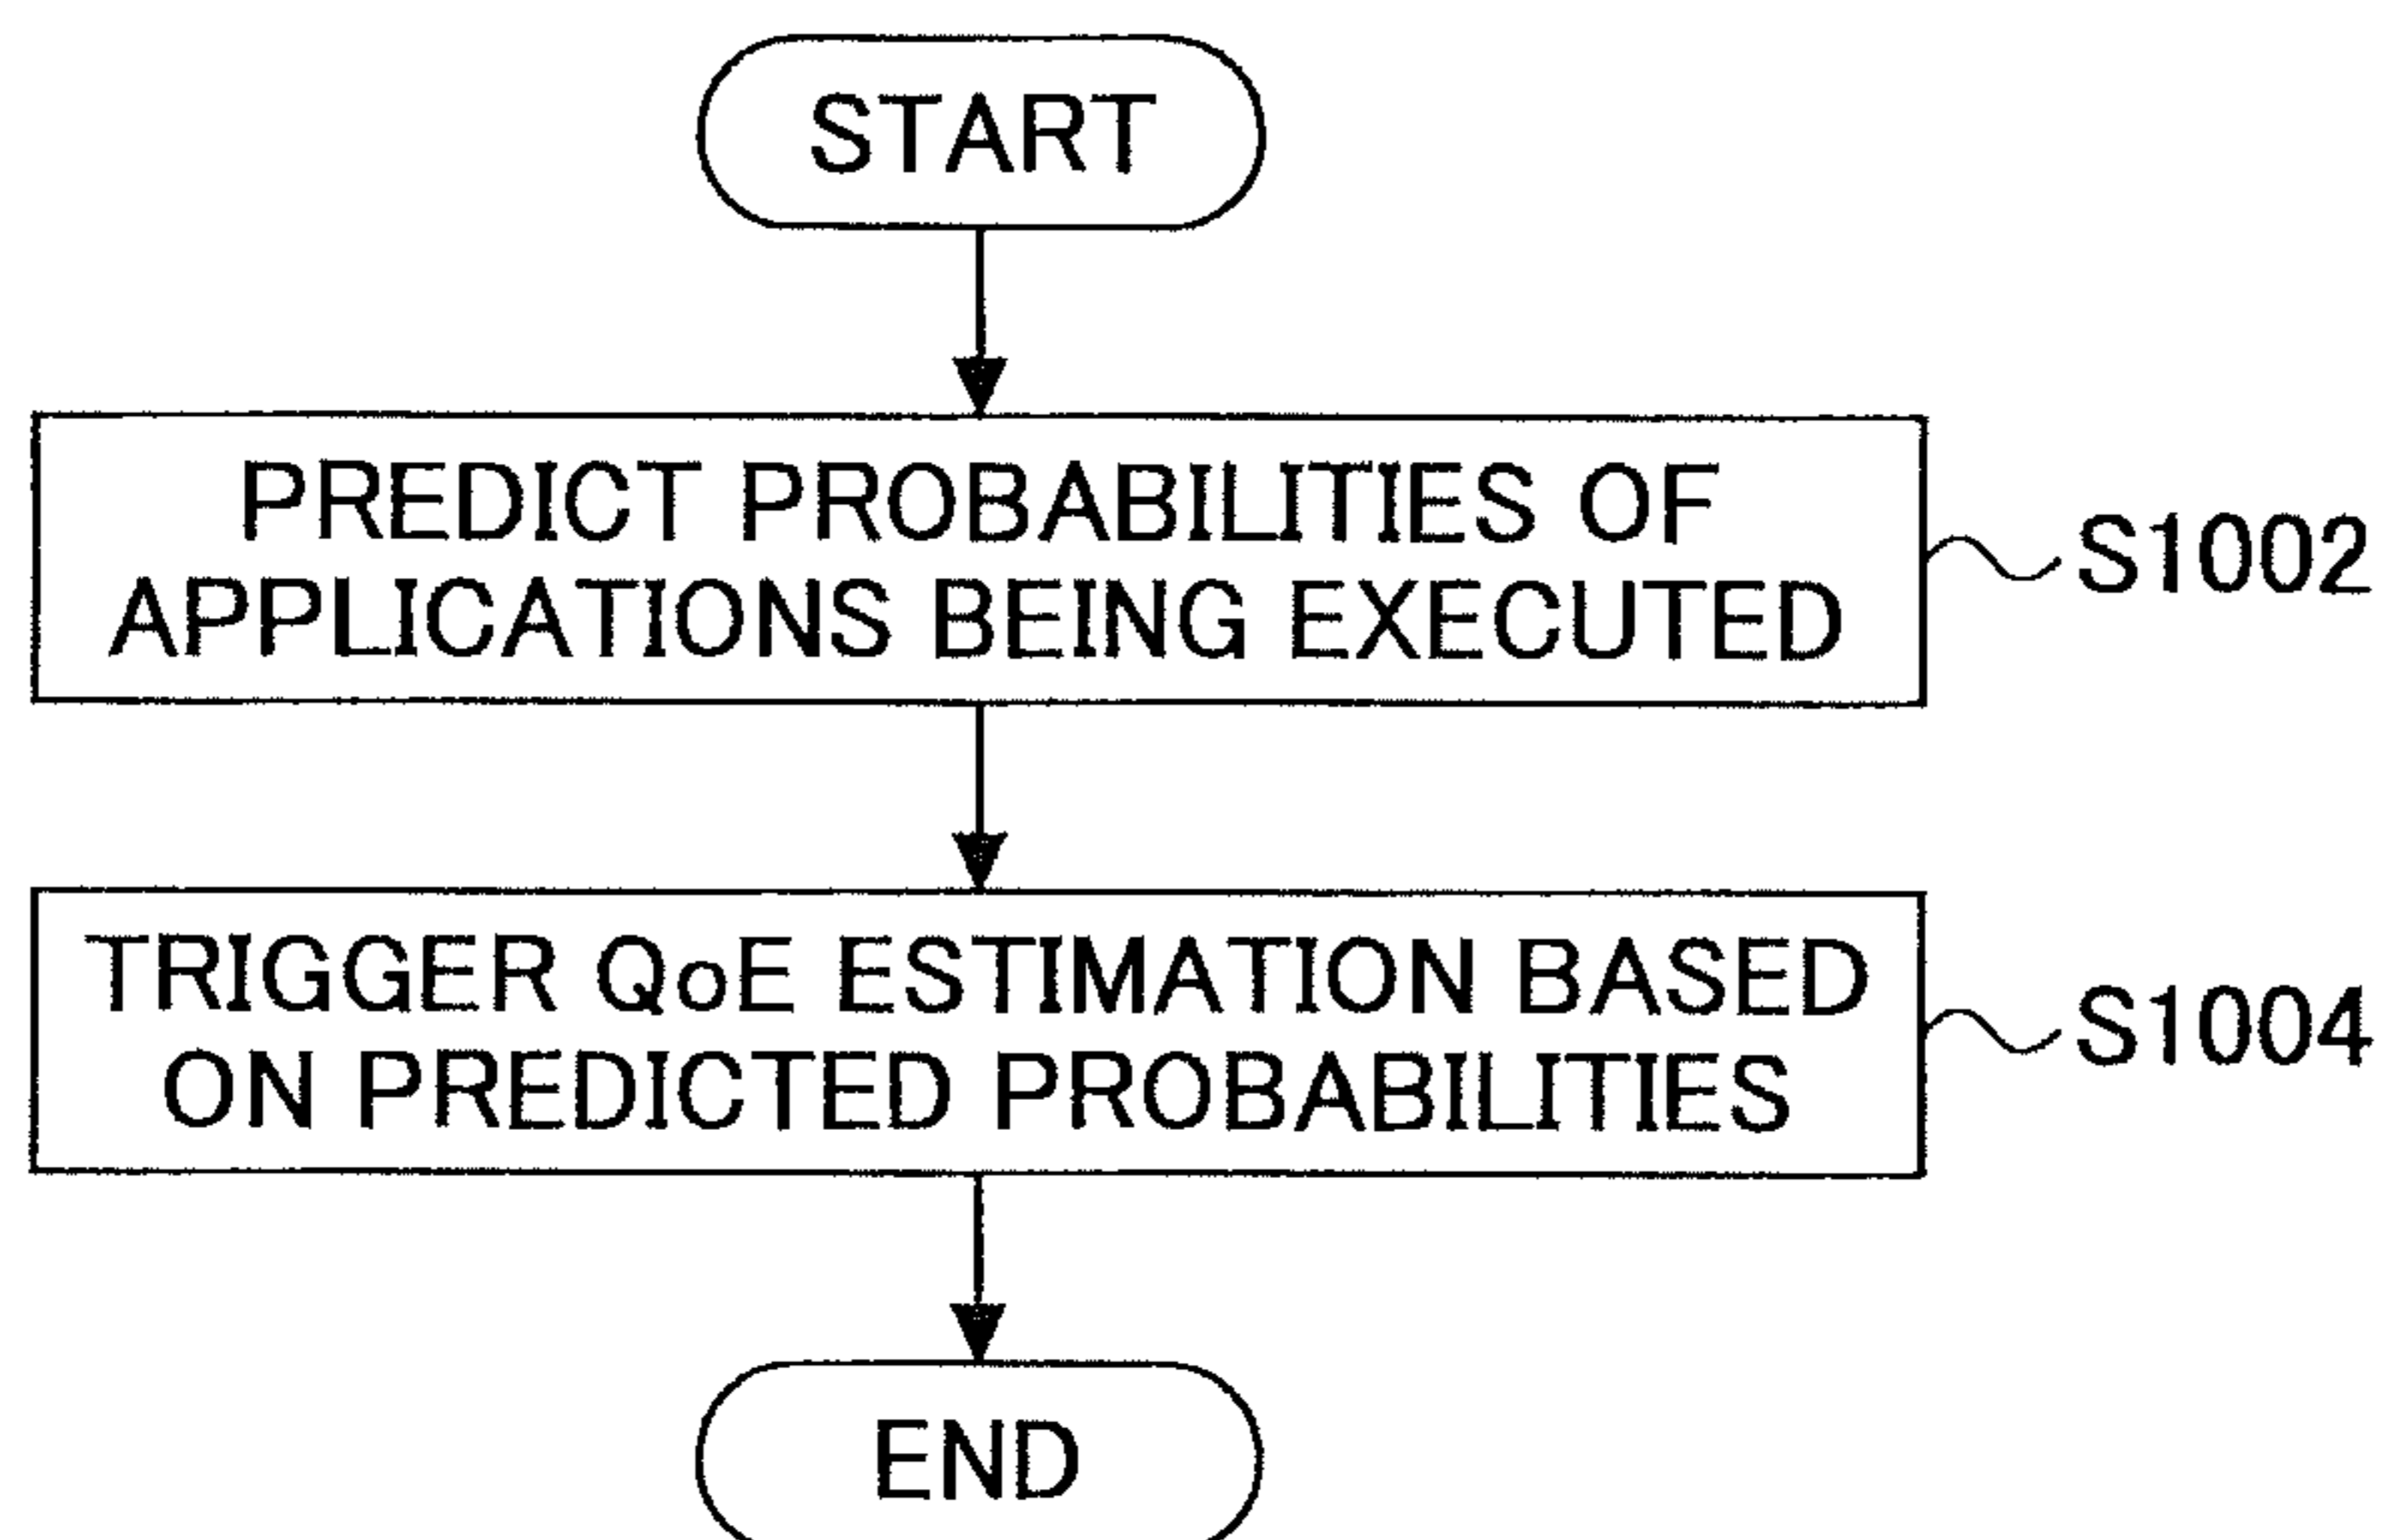 START
PREDICT PROBABILITIES OF
APPLICATIONS BEING EXECUTED
S1002
TRIGGER QoE ESTIMATION BASED
ON PREDICTED PROBABILITIES
S1004
END